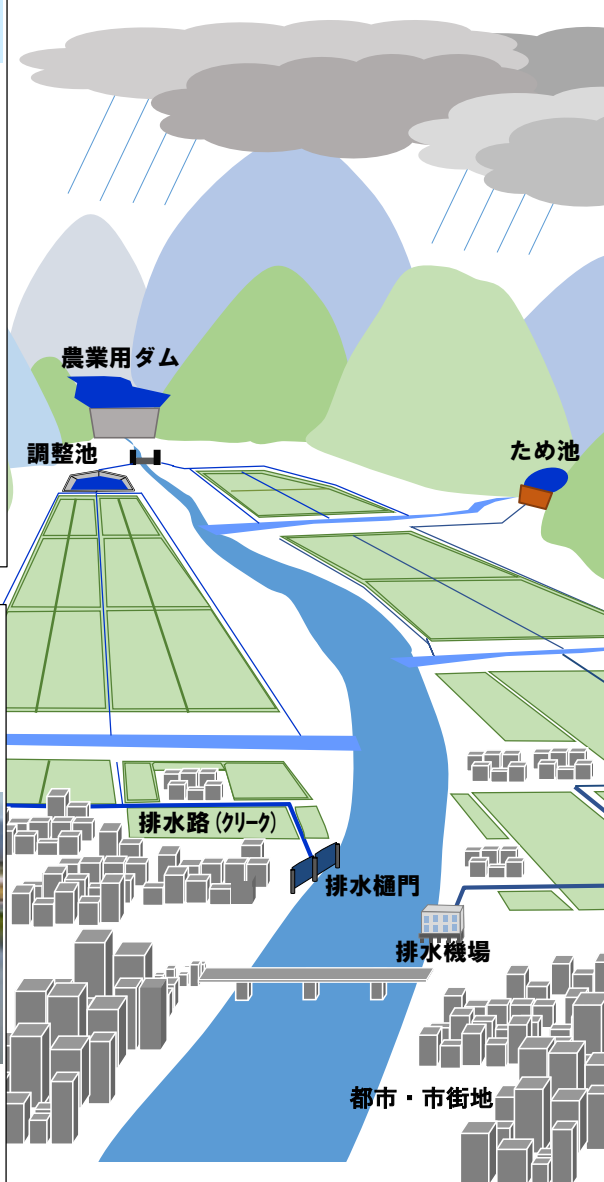 農業用ダム
調整池
ため池
排水路(クリーク)
排水樋門
排水機場
都市・市街地